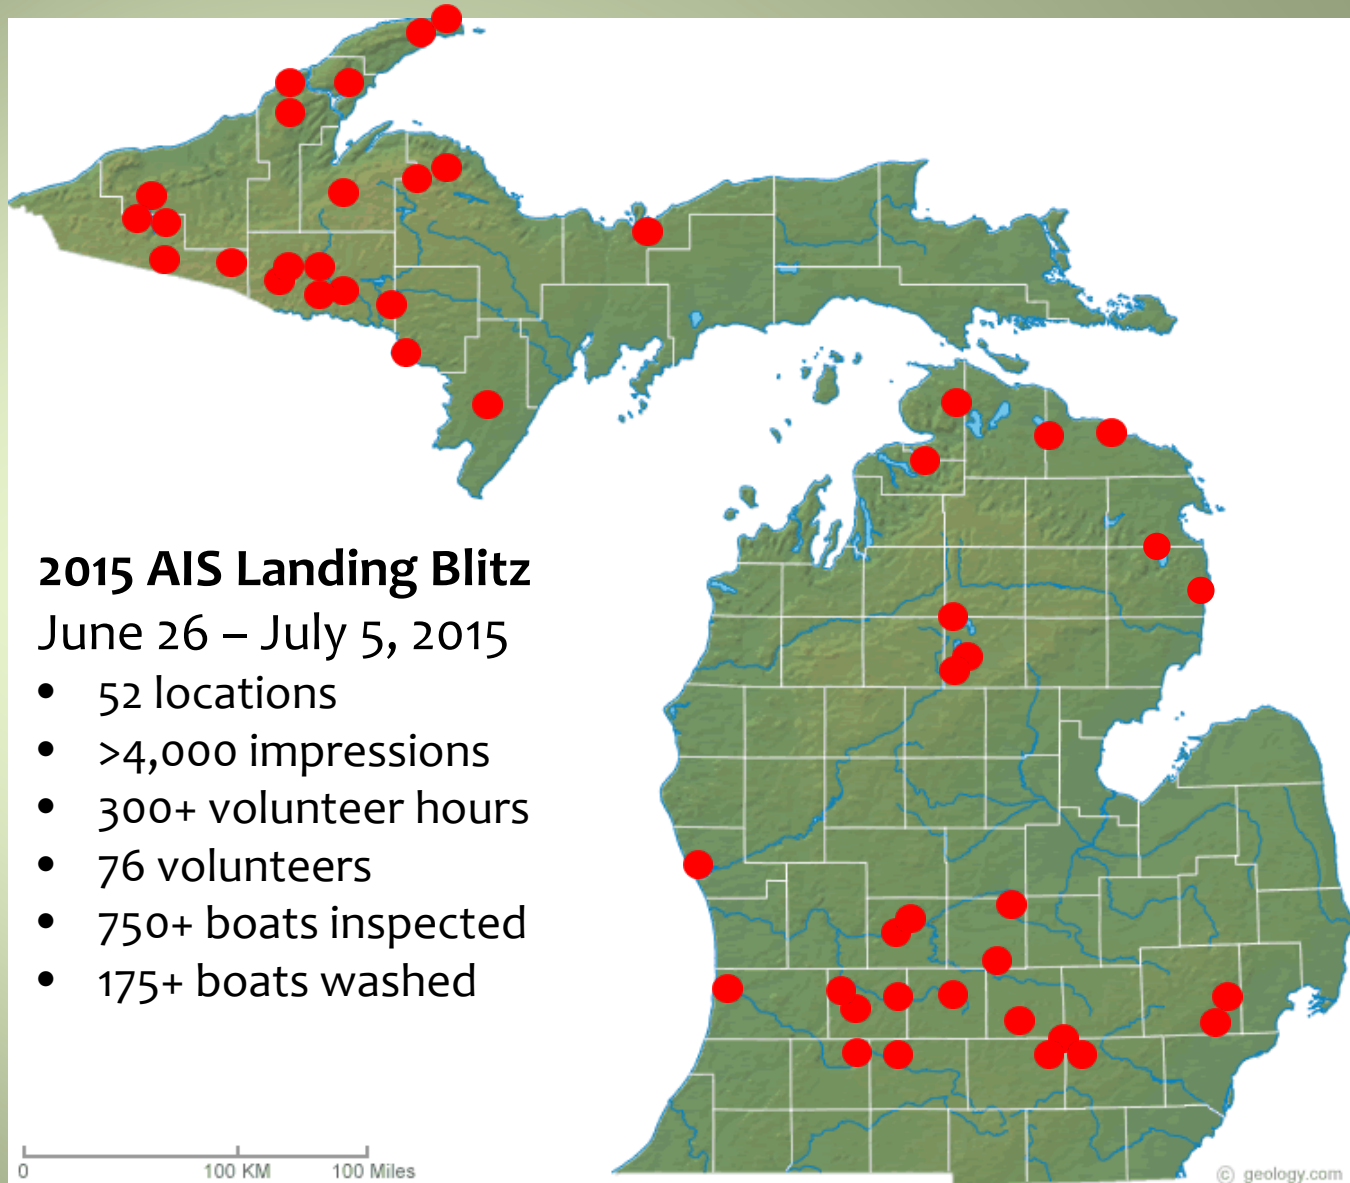 2015 AIS Landing Blitz
June 26 – July 5, 2015
• 52 locations
• >4,000 impressions
• 300+ volunteer hours
• 76 volunteers
• 750+ boats inspected
• 175+ boats washed
0 100 KM 100 Miles
© geology.com